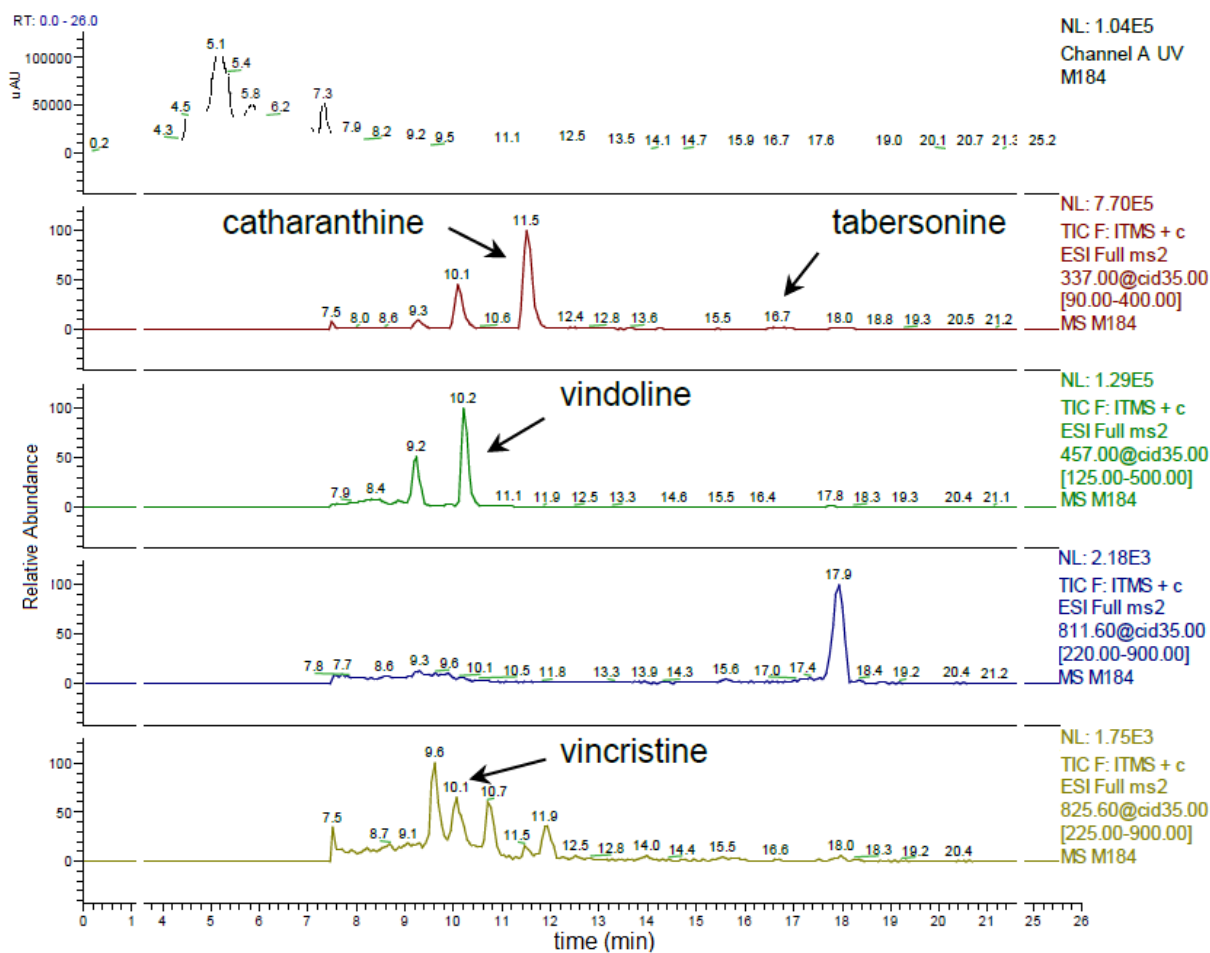 RT: 0.0 - 26.0
NL: 1.04E5
Channel A UV
M184
uAU
100000
50000
0
0.2 4.3 4.5 5.1 5.4 5.8 6.2 7.3 7.9 8.2 9.2 9.5 11.1 12.5 13.5 14.1 14.7 15.9 16.7 17.6 19.0 20.1 20.7 21.3 25.2
catharanthine
tabersonine
NL: 7.70E5
TIC F: ITMS + c
ESI Full ms2
337.00@cid35.00
[90.00-400.00]
MS M184
100
50
0
7.5 8.0 8.6 9.3 10.1 10.6 11.5 12.4 12.8 13.6 15.5 16.7 18.0 18.8 19.3 20.5 21.2
vindoline
NL: 1.29E5
TIC F: ITMS + c
ESI Full ms2
457.00@cid35.00
[125.00-500.00]
MS M184
100
50
0
7.9 8.4 9.2 10.2 11.1 11.9 12.5 13.3 14.6 15.5 16.4 17.8 18.3 19.3 20.4 21.1
Relative Abundance
NL: 2.18E3
TIC F: ITMS + c
ESI Full ms2
811.60@cid35.00
[220.00-900.00]
MS M184
100
50
0
7.8 7.7 8.6 9.3 9.6 10.1 10.5 11.8 13.3 13.9 14.3 15.6 17.0 17.4 17.9 18.4 19.2 20.4 21.2
vincristine
NL: 1.75E3
TIC F: ITMS + c
ESI Full ms2
825.60@cid35.00
[225.00-900.00]
MS M184
100
50
0
7.5 8.7 9.1 9.6 10.1 10.7 11.5 11.9 12.5 12.8 14.0 14.4 15.5 16.6 18.0 18.3 19.2 20.4
0 1 4 5 6 7 8 9 10 11 12 13 14 15 16 17 18 19 20 21 25 26
time (min)